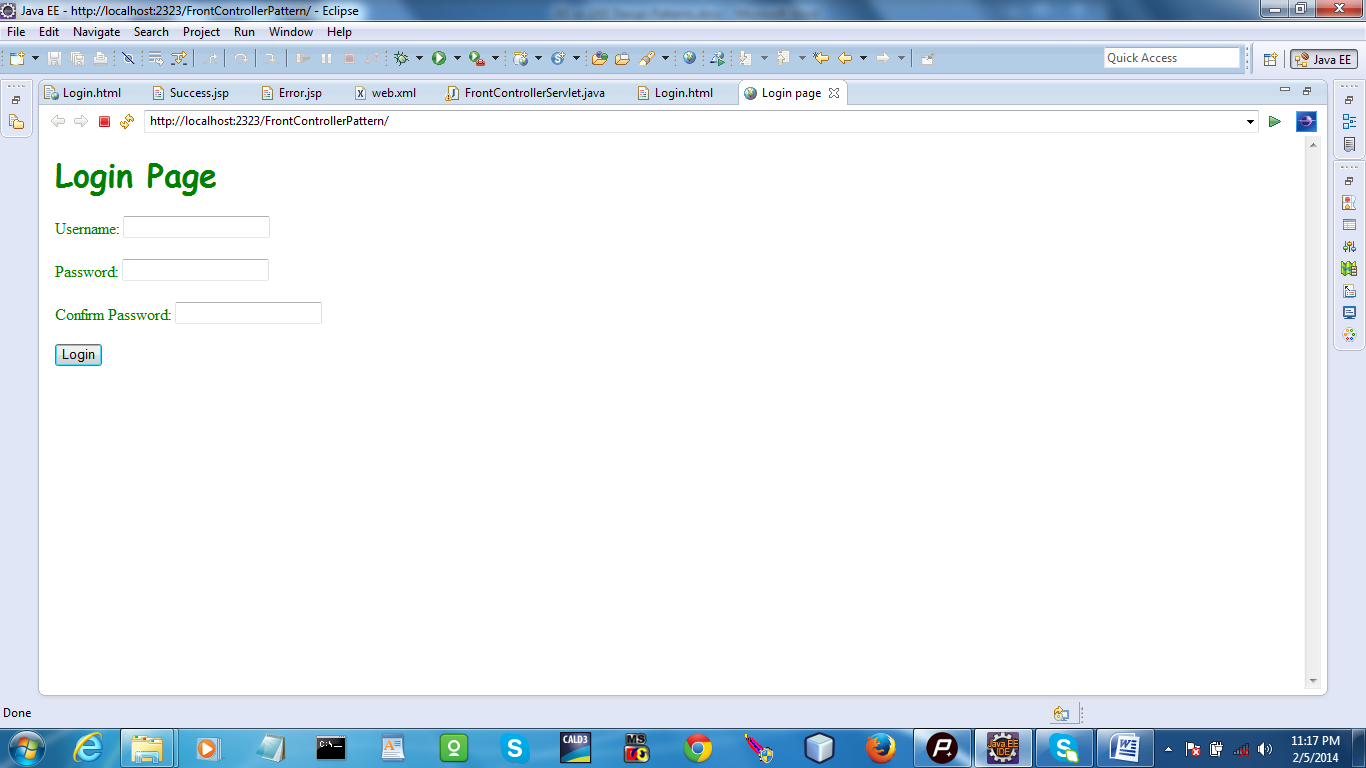 Java EE - http://localhost:2323/FrontControllerPattern/ - Eclipse
File Edit Navigate Search Project Run Window Help
Quick Access
Java EE
Login.html Success.jsp Error.jsp web.xml FrontControllerServlet.java Login.html Login page
http://localhost:2323/FrontControllerPattern/
Login Page
Username:
Password:
Confirm Password:
Login
Done
CALD3
MS
Java EE
IDE
11:17 PM
2/5/2014